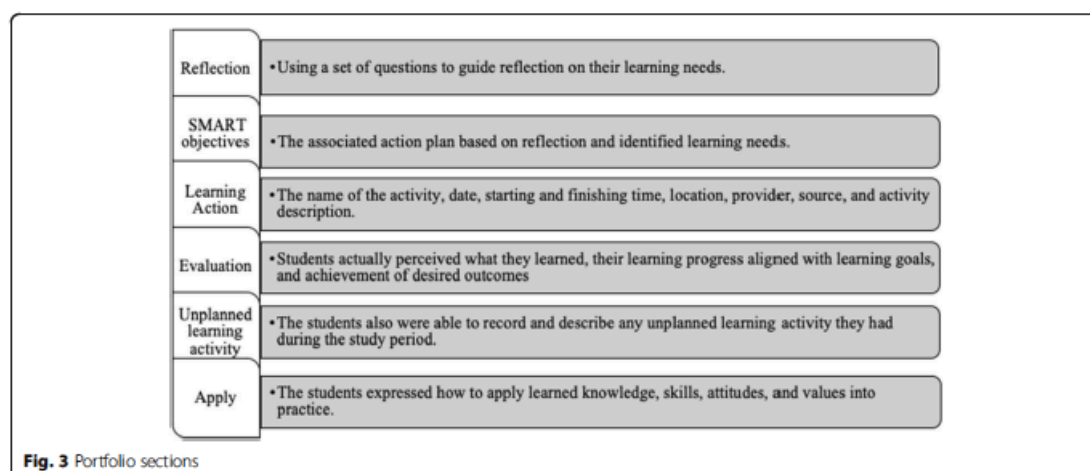 Reflection
•Using a set of questions to guide reflection on their learning needs.
SMART
objectives
•The associated action plan based on reflection and identified learning needs.
Learning
Action
•The name of the activity, date, starting and finishing time, location, provider, source, and activity
description.
Evaluation
•Students actually perceived what they learned, their learning progress aligned with learning goals,
and achievement of desired outcomes
Unplanned
learning
activity
•The students also were able to record and describe any unplanned learning activity they had
during the study period.
Apply
•The students expressed how to apply learned knowledge, skills, attitudes, and values into
practice.
Fig. 3 Portfolio sections